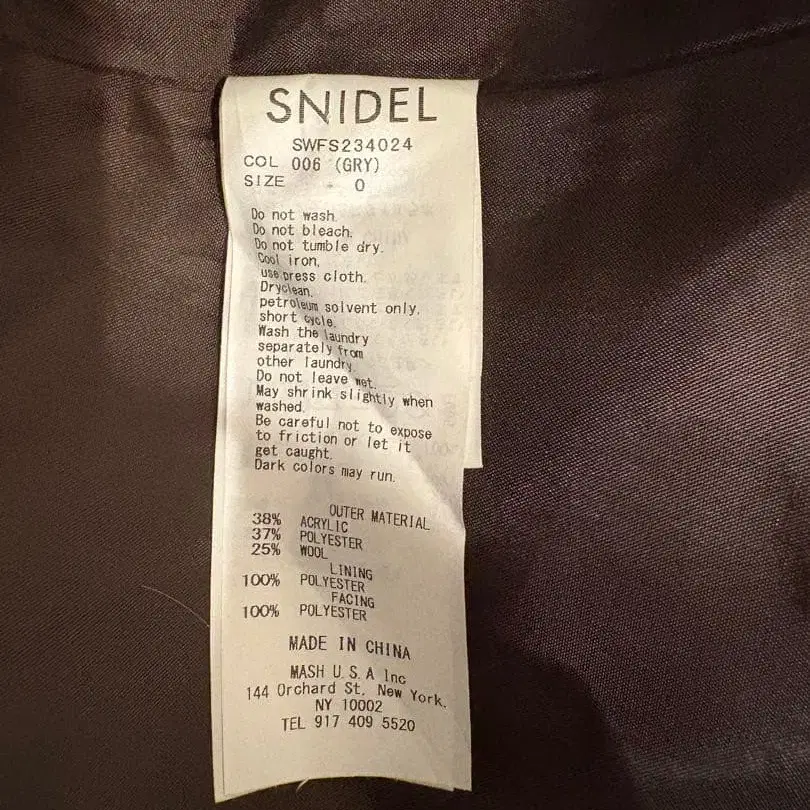 SNIDEL
SWFS234024
COL 006 (GRY)
SIZE 0
Do not wash.
Do not bleach.
Do not tumble dry.
Cool iron,
use press cloth.
Dryclean.
petroleum solvent only.
short cycle.
Wash the laundry
separately from
other laundry.
Do not leave wet.
May shrink slightly when
washed.
Be careful not to expose
to friction or let it
get caught.
Dark colors may run.
OUTER MATERIAL
38% ACRYLIC
37% POLYESTER
25% WOOL
LINING
100% POLYESTER
FACING
100% POLYESTER
MADE IN CHINA
MASH U.S.A Inc
144 Orchard St, New York,
NY 10002
TEL 917 409 5520